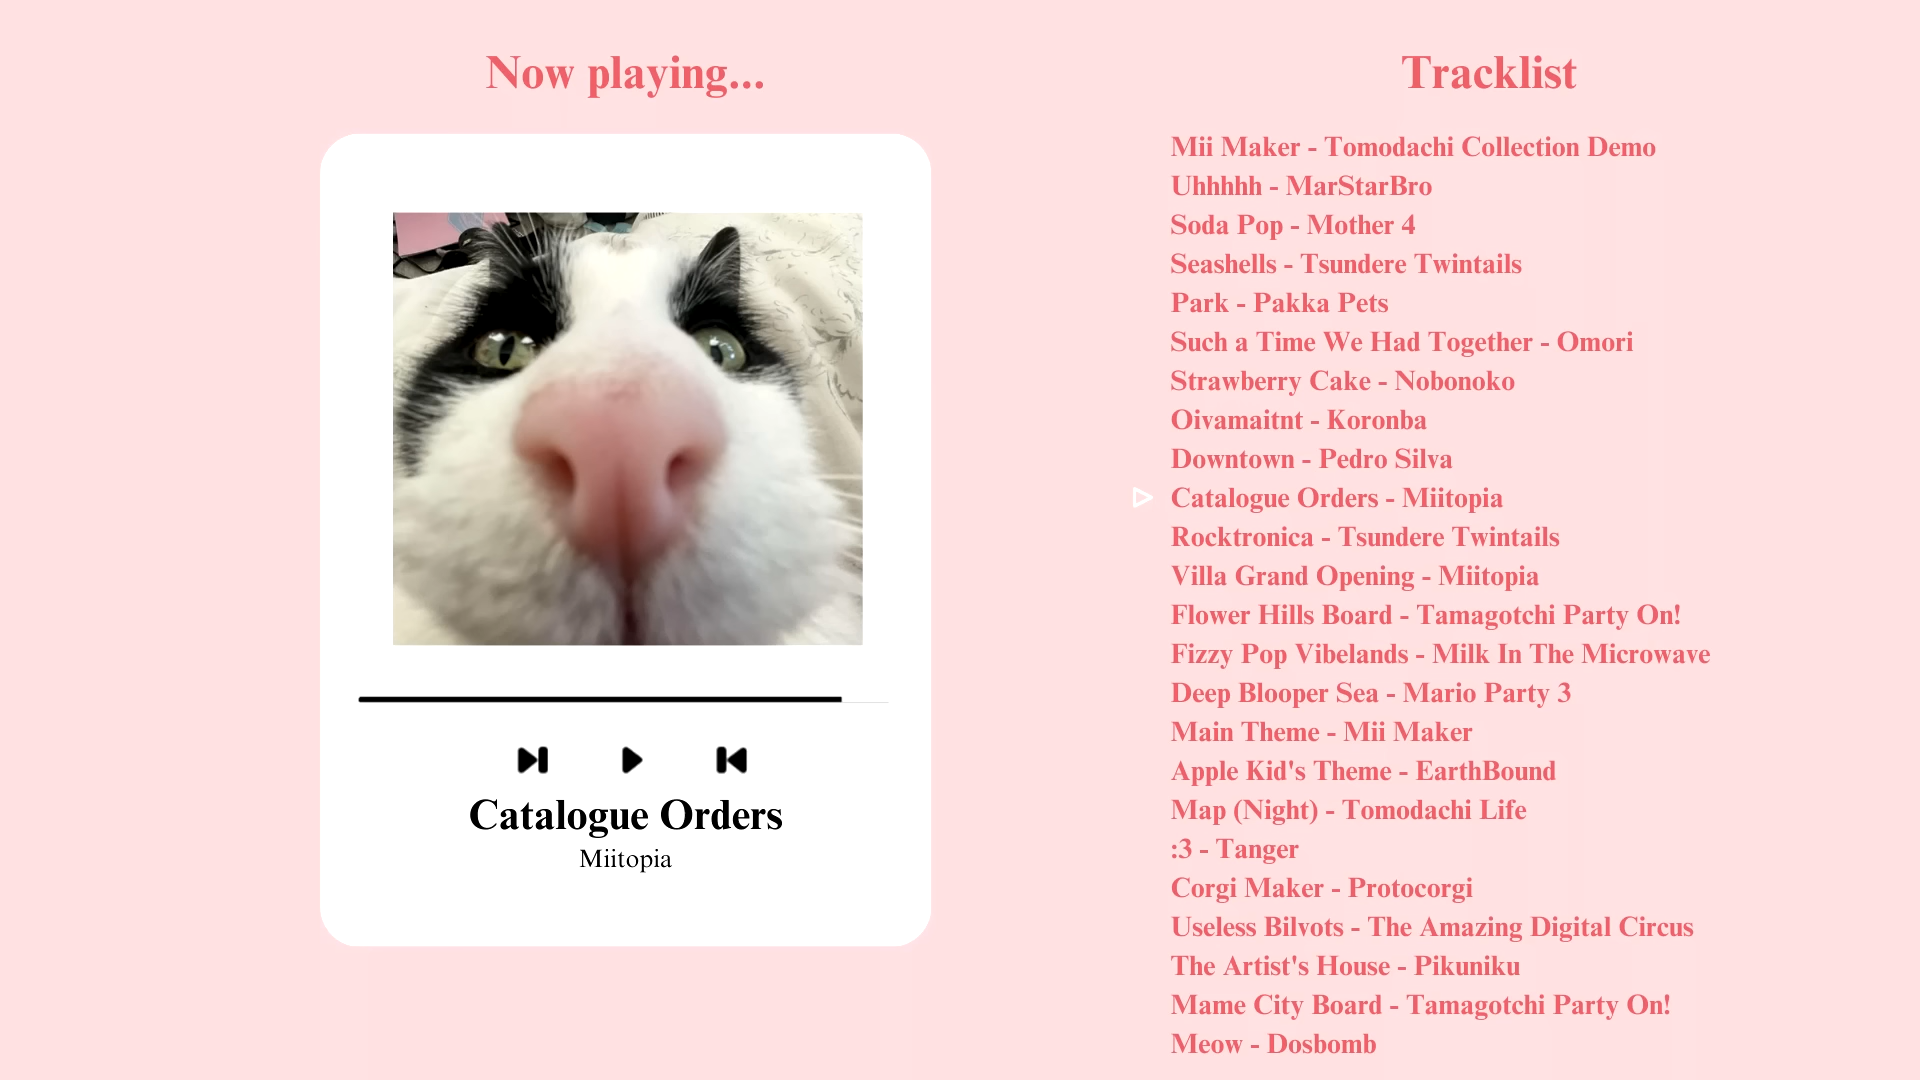 Now playing...
Catalogue Orders
Miitopia
Tracklist
Mii Maker - Tomodachi Collection Demo
Uhhhhh - MarStarBro
Soda Pop - Mother 4
Seashells - Tsundere Twintails
Park - Pakka Pets
Such a Time We Had Together - Omori
Strawberry Cake - Nobonoko
Oivamaitnt - Koronba
Downtown - Pedro Silva
Catalogue Orders - Miitopia
Rocktronica - Tsundere Twintails
Villa Grand Opening - Miitopia
Flower Hills Board - Tamagotchi Party On!
Fizzy Pop Vibelands - Milk In The Microwave
Deep Blooper Sea - Mario Party 3
Main Theme - Mii Maker
Apple Kid's Theme - EarthBound
Map (Night) - Tomodachi Life
:3 - Tanger
Corgi Maker - Protocorgi
Useless Bilvots - The Amazing Digital Circus
The Artist's House - Pikuniku
Mame City Board - Tamagotchi Party On!
Meow - Dosbomb